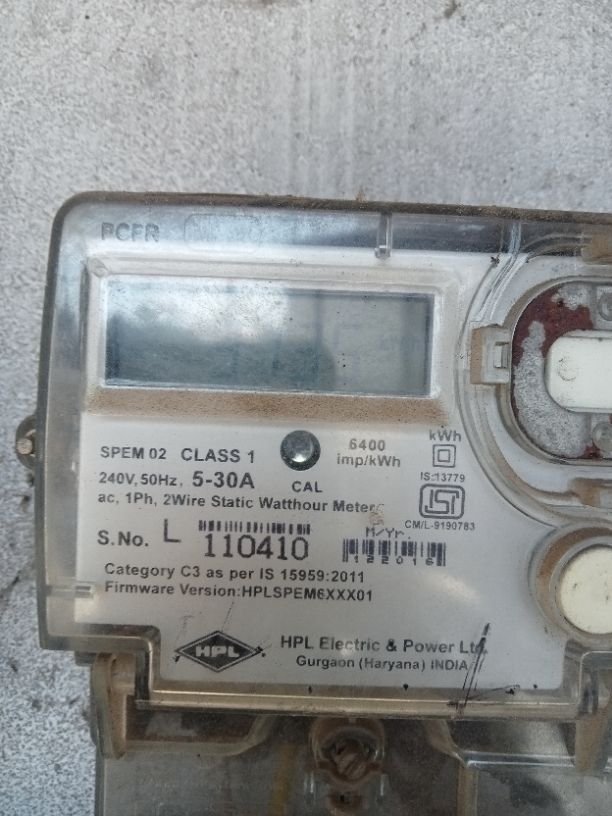 PCFR
SPEM 02 CLASS 1
6400
imp/kWh
kWh
240V, 50Hz, 5-30A
CAL
IS:13779
ac, 1Ph, 2Wire Static Watthour Meter
ISI
CM/L-9190783
S.No. L 110410
M/Yr.
122016
Category C3 as per IS 15959:2011
Firmware Version:HPLSPEM6XXX01
HPL
HPL Electric & Power Ltd.
Gurgaon (Haryana) INDIA